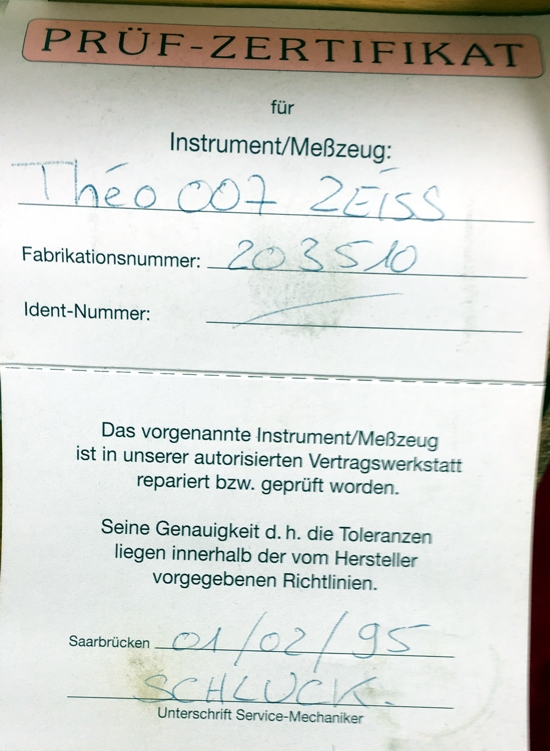 PRÜF-ZERTIFIKAT
für
Instrument/Meßzeug:
Théo 007 ZEiSS
Fabrikationsnummer: 203510
Ident-Nummer:
Das vorgenannte Instrument/Meßzeug
ist in unserer autorisierten Vertragswerkstatt
repariert bzw. geprüft worden.
Seine Genauigkeit d. h. die Toleranzen
liegen innerhalb der vom Hersteller
vorgegebenen Richtlinien.
Saarbrücken 01/02/95
SCHLUCK.
Unterschrift Service-Mechaniker